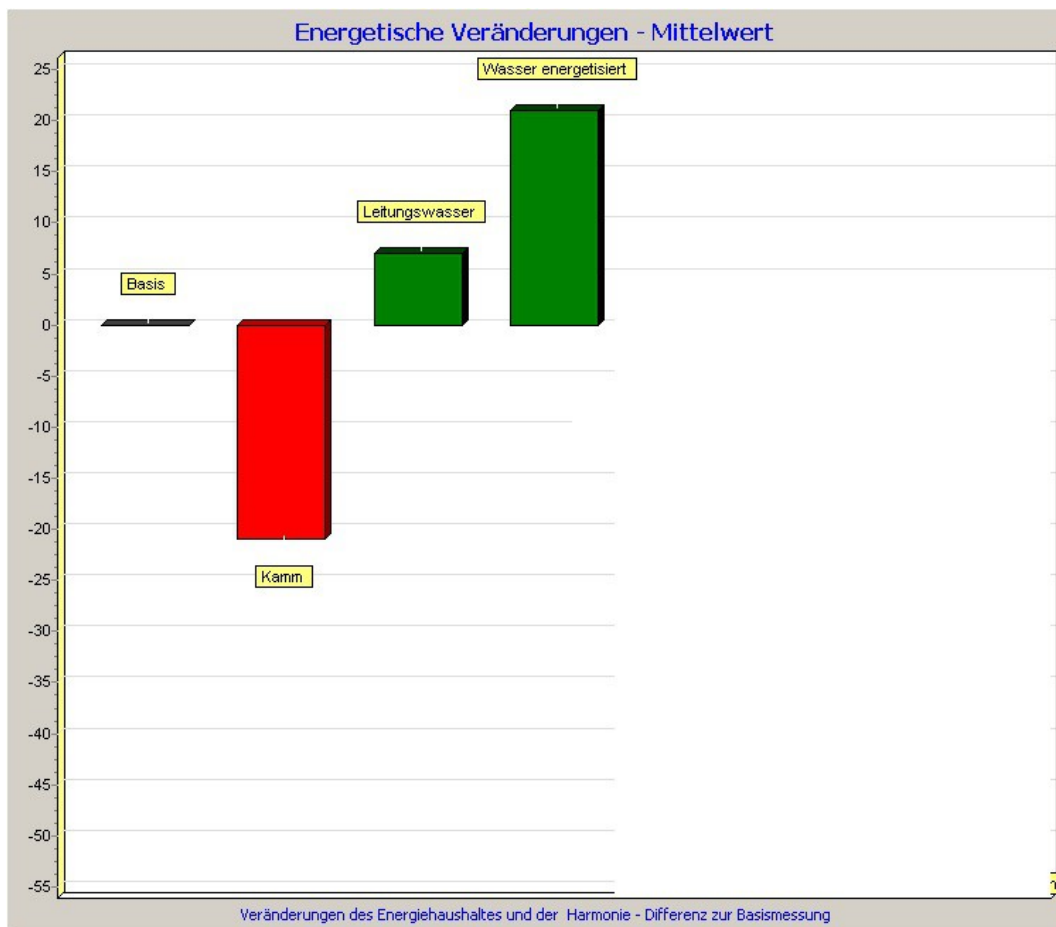 Energetische Veränderungen - Mittelwert
25
Wasser energetisiert
20
15
10
Leitungswasser
5
Basis
0
-5
-10
-15
-20
-25
Kamm
-30
-35
-40
-45
-50
-55
Veränderungen des Energiehaushaltes und der Harmonie - Differenz zur Basismessung